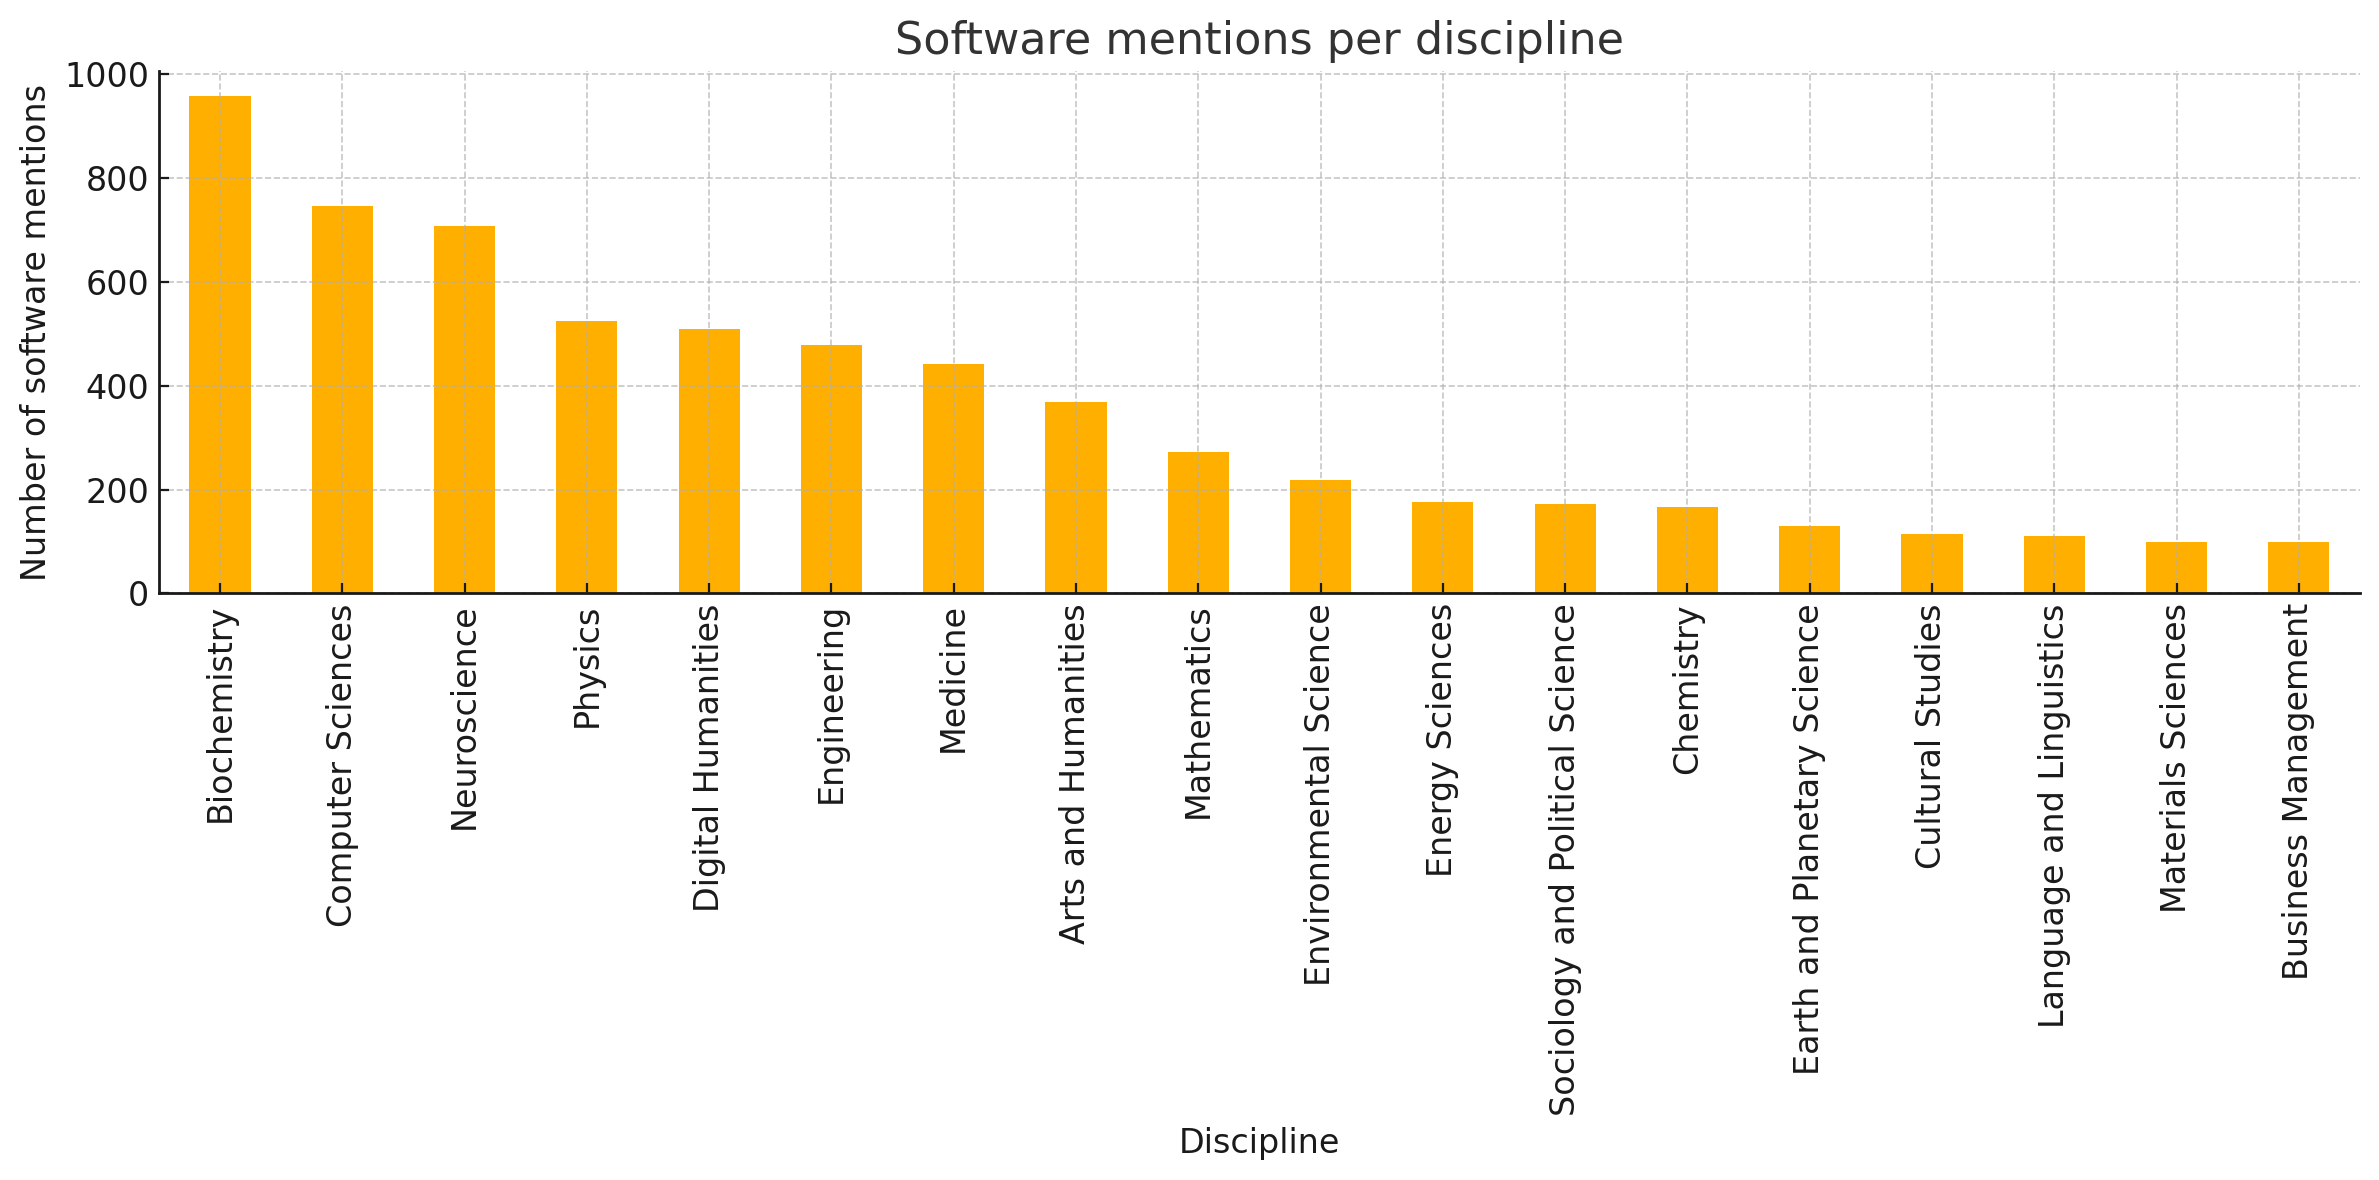 Software mentions per discipline
Number of software mentions
1000
800
600
400
200
0
Biochemistry
Computer Sciences
Neuroscience
Physics
Digital Humanities
Engineering
Medicine
Arts and Humanities
Mathematics
Environmental Science
Energy Sciences
Sociology and Political Science
Chemistry
Earth and Planetary Science
Cultural Studies
Language and Linguistics
Materials Sciences
Business Management
Discipline